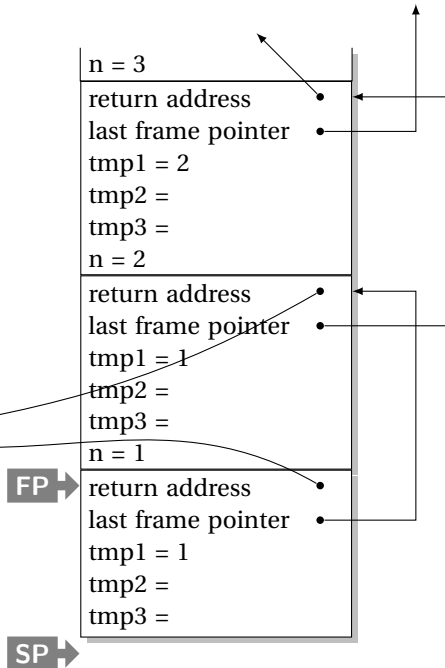 n = 3
return address
last frame pointer
tmp1 = 2
tmp2 =
tmp3 =
n = 2
return address
last frame pointer
tmp1 = 1
tmp2 =
tmp3 =
n = 1
FP
return address
last frame pointer
tmp1 = 1
tmp2 =
tmp3 =
SP